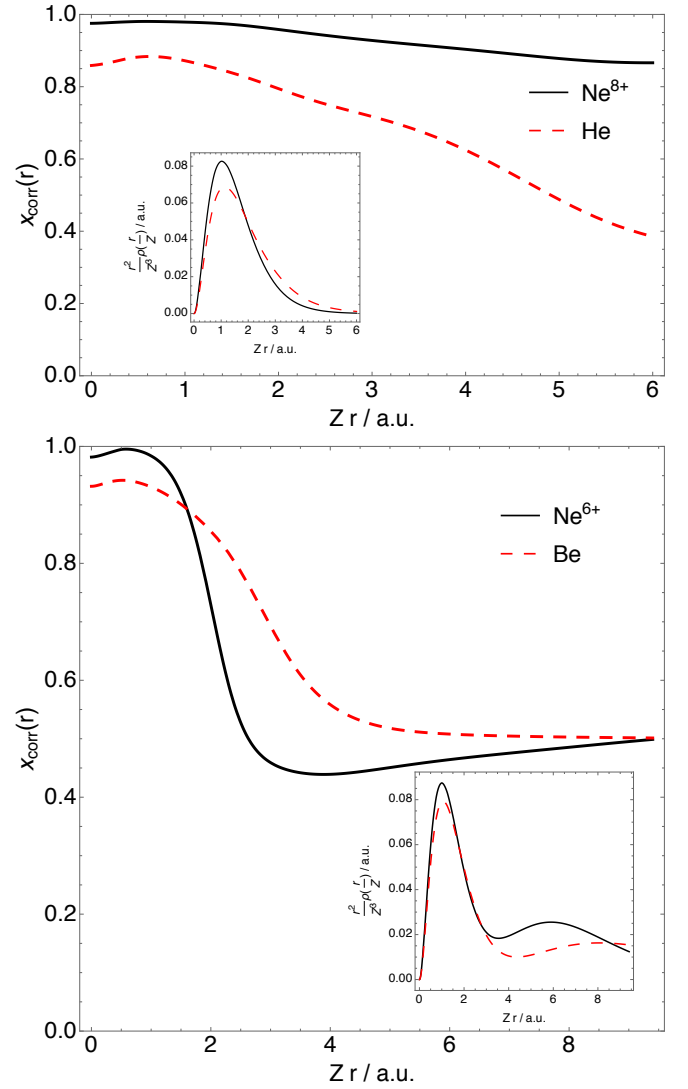 1.0
0.8
0.6
0.4
0.2
0.0
x_corr(r)
Ne⁸⁺
He
0.08
0.06
0.04
0.02
0.00
r²/Z³ ρ(r/Z) / a.u.
0 1 2 3 4 5 6
Z r / a.u.
0 1 2 3 4 5 6
Z r / a.u.
1.0
0.8
0.6
0.4
0.2
0.0
x_corr(r)
Ne⁶⁺
Be
0.08
0.06
0.04
0.02
0.00
r²/Z³ ρ(r/Z) / a.u.
0 2 4 6 8
Z r / a.u.
0 2 4 6 8
Z r / a.u.